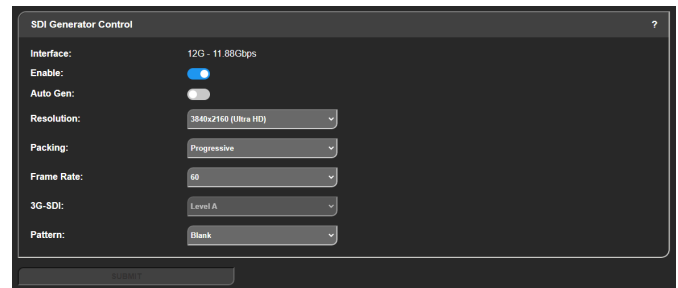 SDI Generator Control ?
Interface: 12G - 11.88Gbps
Enable:
Auto Gen:
Resolution: 3840x2160 (Ultra HD)
Packing: Progressive
Frame Rate: 60
3G-SDI: Level A
Pattern: Blank
SUBMIT